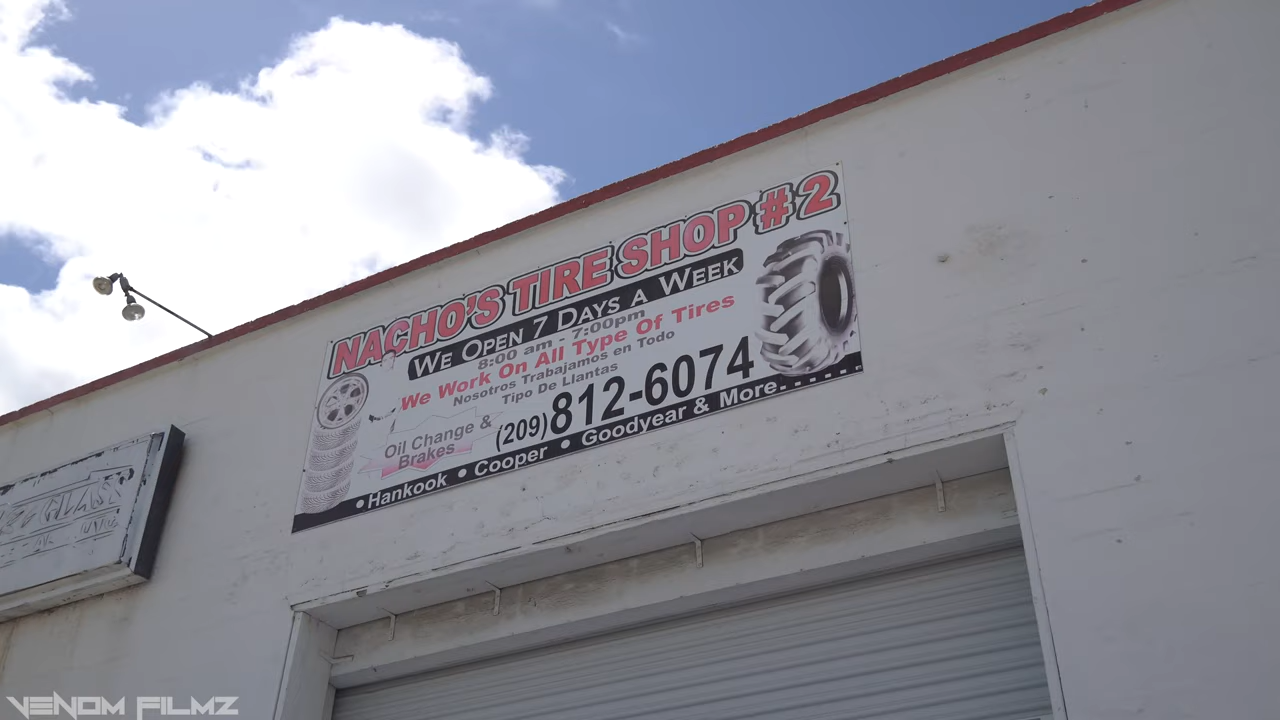 NACHO'S TIRE SHOP # 2
WE OPEN 7 DAYS A WEEK
8:00 am - 7:00pm
We Work On All Type Of Tires
Nosotros Trabajamos en Todo
Tipo De Llantas
Oil Change &
Brakes
(209)812-6074
•Hankook • Cooper • Goodyear & More.....
VENOM FILMZ